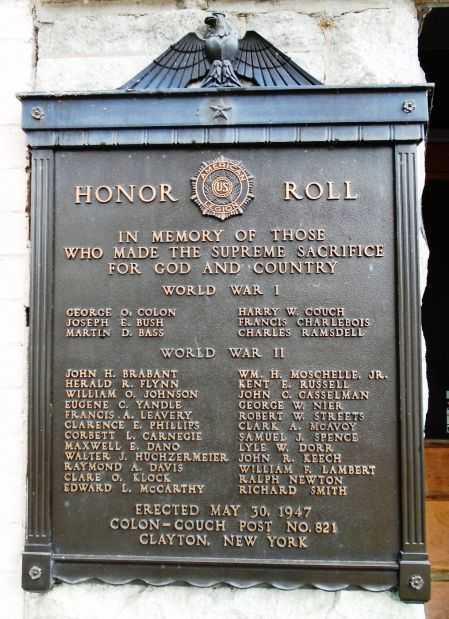 HONOR ROLL
AMERICAN
US
LEGION
IN MEMORY OF THOSE
WHO MADE THE SUPREME SACRIFICE
FOR GOD AND COUNTRY
WORLD WAR I
GEORGE O. COLON
JOSEPH E. BUSH
MARTIN D. BASS
HARRY W. COUCH
FRANCIS CHARLEBOIS
CHARLES RAMSDELL
WORLD WAR II
JOHN H. BRABANT
HERALD R. FLYNN
WILLIAM O. JOHNSON
EUGENE C. YANDLE
FRANCIS A. LEAVERY
CLARENCE E. PHILLIPS
CORBETT L. CARNEGIE
MAXWELL E. DANO
WALTER J. HUCHZERMEIER
RAYMOND A. DAVIS
CLARE O. KLOCK
EDWARD L. McCARTHY
WM. H. MOSCHELLE, JR.
KENT E. RUSSELL
JOHN C. CASSELMAN
GEORGE W. NIER
ROBERT W. STREETS
CLARK A. McAVOY
SAMUEL J. SPENCE
LYLE W. DORR
JOHN R. KEECH
WILLIAM F. LAMBERT
RALPH NEWTON
RICHARD SMITH
ERECTED MAY 30, 1947
COLON-COUCH POST NO. 821
CLAYTON, NEW YORK